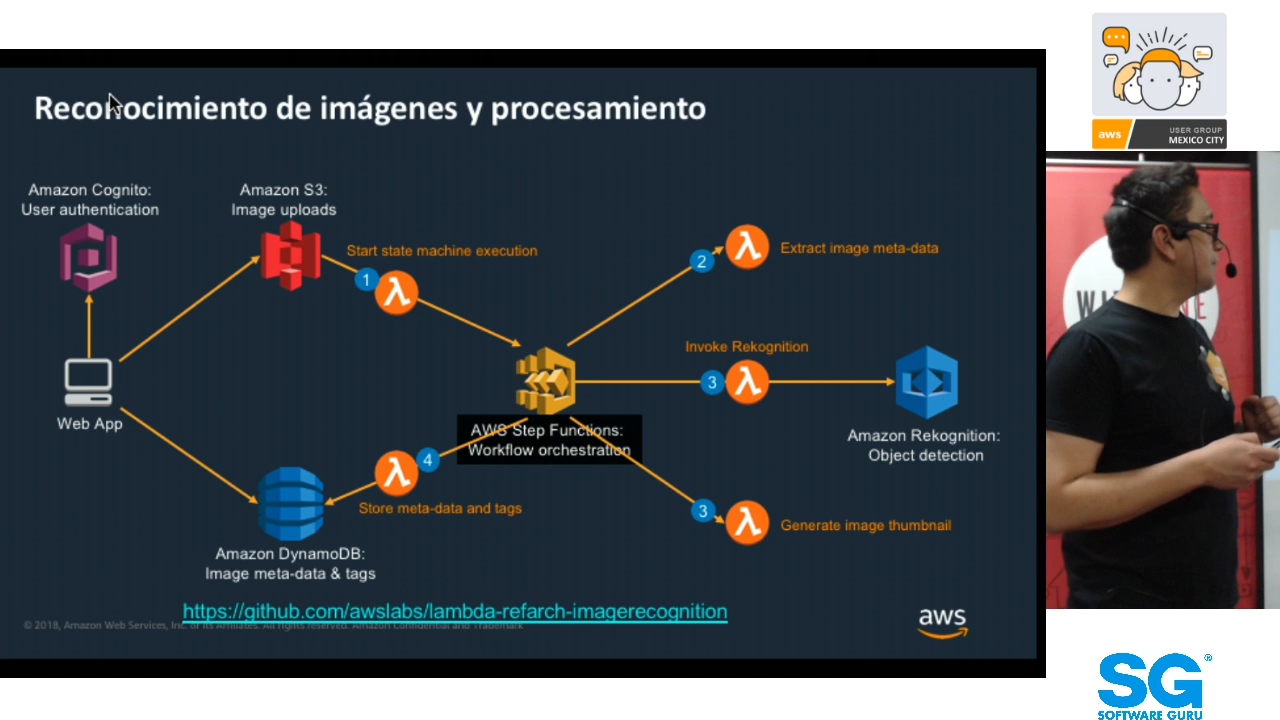 Reconocimiento de imágenes y procesamiento
Amazon Cognito:
User authentication
Amazon S3:
Image uploads
Start state machine execution
1
2
Extract image meta-data
Invoke Rekognition
3
Web App
AWS Step Functions:
Workflow orchestration
Amazon Rekognition:
Object detection
4
Store meta-data and tags
3
Generate image thumbnail
Amazon DynamoDB:
Image meta-data & tags
https://github.com/awslabs/lambda-refarch-imagerecognition
© 2018, Amazon Web Services, Inc. or its Affiliates. All rights reserved. Amazon Confidential and Trademark
aws
aws
USER GROUP
MEXICO CITY
SG
®
SOFTWARE GURU